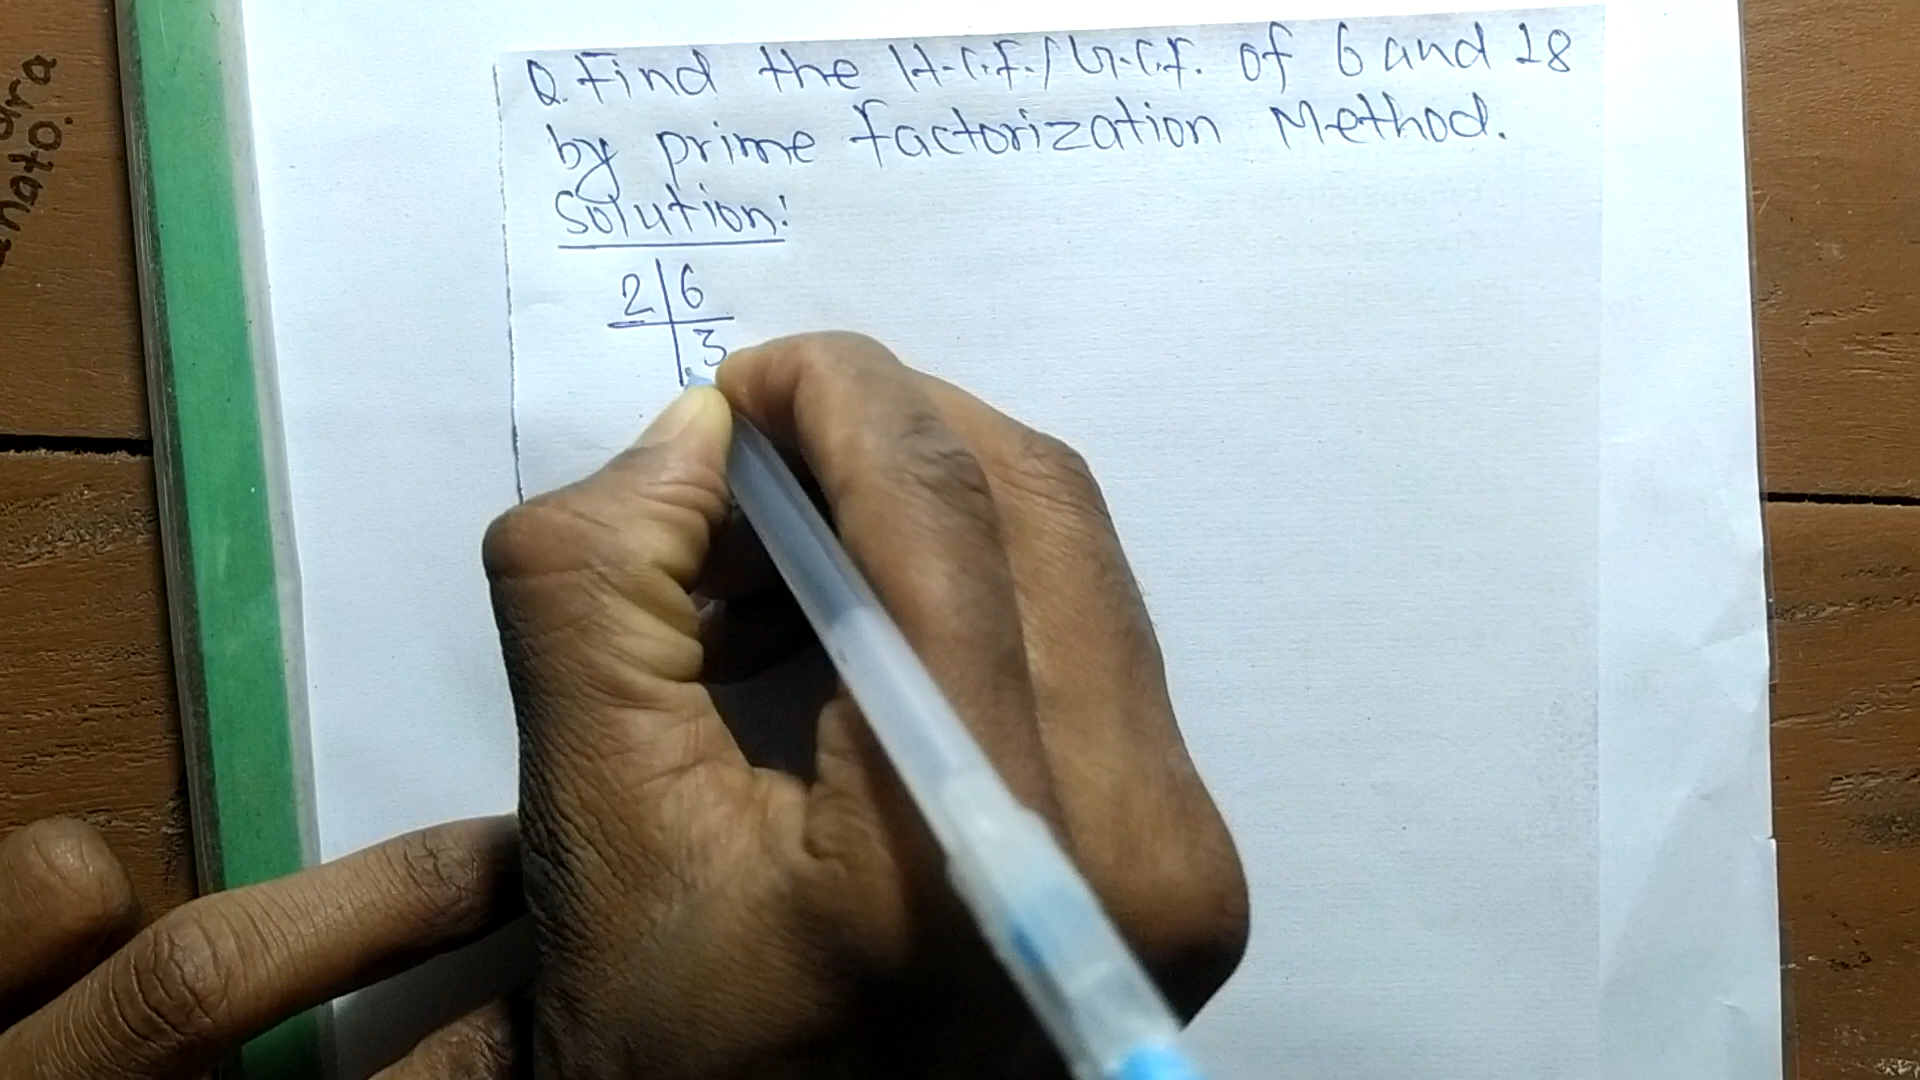 Q. Find the H.C.F./G.C.F. of 6 and 18
by prime factorization Method.
Solution:
2 6
3